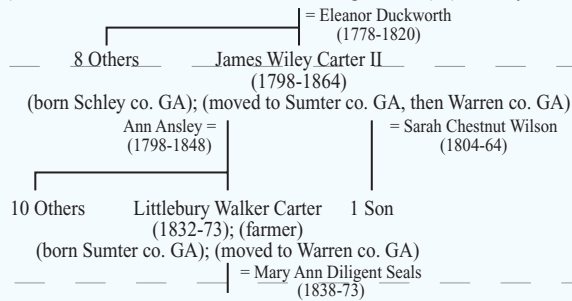 = Eleanor Duckworth
(1778-1820)
8 Others James Wiley Carter II
(1798-1864)
(born Schley co. GA); (moved to Sumter co. GA, then Warren co. GA)
Ann Ansley = = Sarah Chestnut Wilson
(1798-1848) (1804-64)
10 Others Littlebury Walker Carter 1 Son
(1832-73); (farmer)
(born Sumter co. GA); (moved to Warren co. GA)
= Mary Ann Diligent Seals
(1838-73)